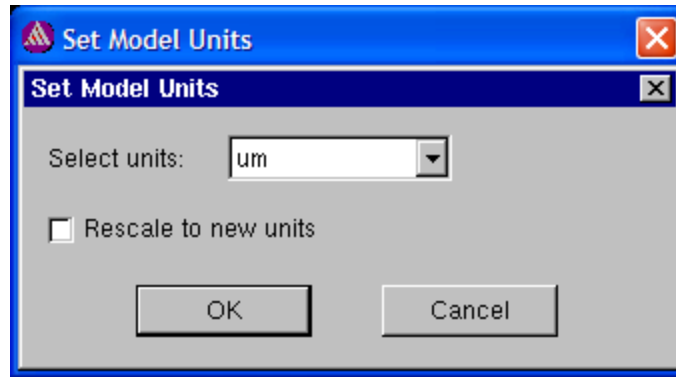 Set Model Units
Set Model Units
Select units: um
Rescale to new units
OK Cancel